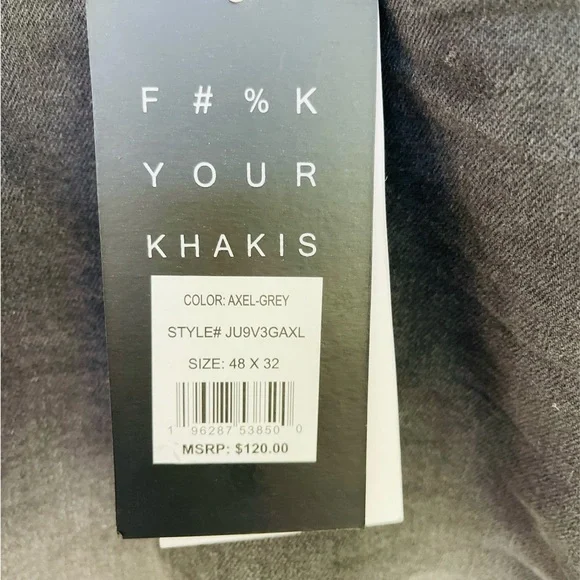 F#%K
YOUR
KHAKIS
COLOR: AXEL-GREY
STYLE# JU9V3GAXL
SIZE: 48 X 32
1 96287 53850 0
MSRP: $120.00